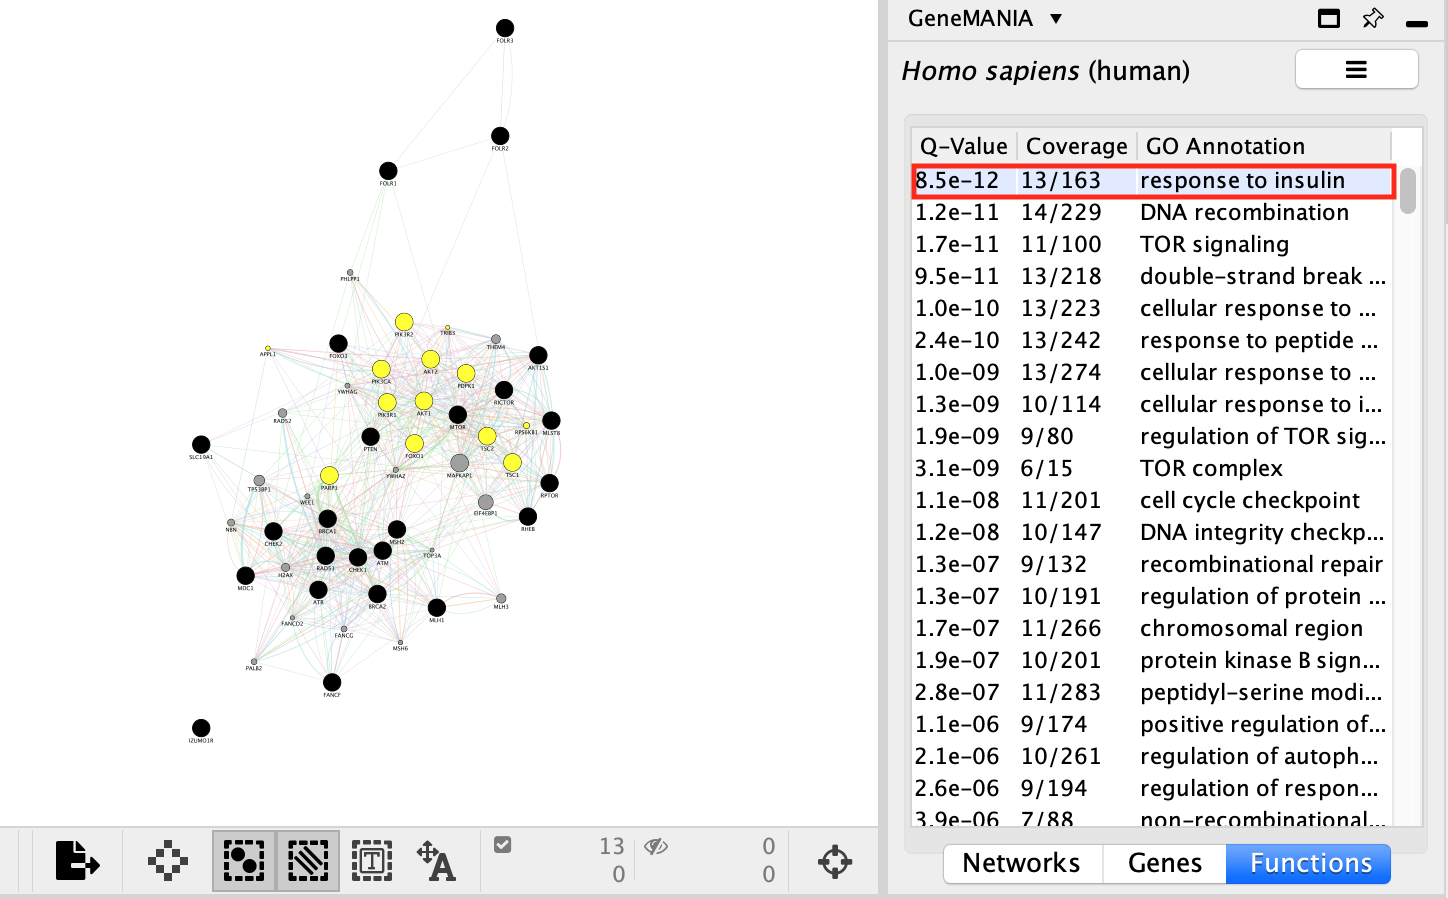 FOLR3
FOLR2
FOLR1
PHLPP1
PIK3R2
TRIB3
THEM4
FOXO3
APPL1
AKT2
AKT1S1
PIK3CA
PDPK1
YWHAG
RICTOR
PIK3R1
AKT1
RAD52
MTOR
RPS6KB1
MLST8
PTEN
TSC2
SLC19A1
FOXO1
MAPKAP1
TSC1
YWHAZ
PARP1
TP53BP1
RPTOR
WEE1
EIF4EBP1
NBN
BRCA1
RHEB
CHEK2
MSH2
TOP3A
RAD51
CHEK1
ATM
H2AX
MDC1
ATR
BRCA2
MLH1
MLH3
FANCD2
FANCG
MSH6
PALB2
FANCF
IZUMO1R
T
A
13
0
0
0
GeneMANIA
Homo sapiens (human)
Q-Value Coverage GO Annotation
8.5e-12 13/163 response to insulin
1.2e-11 14/229 DNA recombination
1.7e-11 11/100 TOR signaling
9.5e-11 13/218 double-strand break ...
1.0e-10 13/223 cellular response to ...
2.4e-10 13/242 response to peptide ...
1.0e-09 13/274 cellular response to ...
1.3e-09 10/114 cellular response to i...
1.9e-09 9/80 regulation of TOR sig...
3.1e-09 6/15 TOR complex
1.1e-08 11/201 cell cycle checkpoint
1.2e-08 10/147 DNA integrity checkp...
1.3e-07 9/132 recombinational repair
1.3e-07 10/191 regulation of protein ...
1.7e-07 11/266 chromosomal region
1.9e-07 10/201 protein kinase B sign...
2.8e-07 11/283 peptidyl-serine modi...
1.1e-06 9/174 positive regulation of...
2.1e-06 10/261 regulation of autoph...
2.6e-06 9/194 regulation of respon...
3.9e-06 7/88 non-recombinational...
Networks Genes Functions